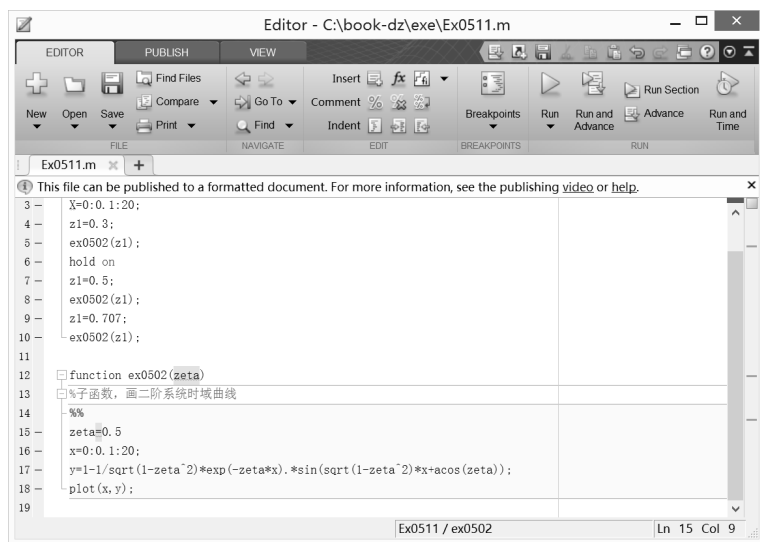 Editor - C:\book-dz\exe\Ex0511.m
EDITOR PUBLISH VIEW
New Open Save Find Files Compare Print
Go To Find
Insert fx
Comment
Indent
Breakpoints
Run Run and Advance Run Section Advance Run and Time
FILE NAVIGATE EDIT BREAKPOINTS RUN
Ex0511.m × +
This file can be published to a formatted document. For more information, see the publishing video or help.
3 — X=0:0.1:20;
4 — z1=0.3;
5 — ex0502(z1);
6 — hold on
7 — z1=0.5;
8 — ex0502(z1);
9 — z1=0.707;
10 — ex0502(z1);
11
12 function ex0502(zeta)
13 %子函数，画二阶系统时域曲线
14 %%
15 — zeta=0.5
16 — x=0:0.1:20;
17 — y=1-1/sqrt(1-zeta^2)*exp(-zeta*x).*sin(sqrt(1-zeta^2)*x+acos(zeta));
18 — plot(x,y);
19
Ex0511 / ex0502 Ln 15 Col 9